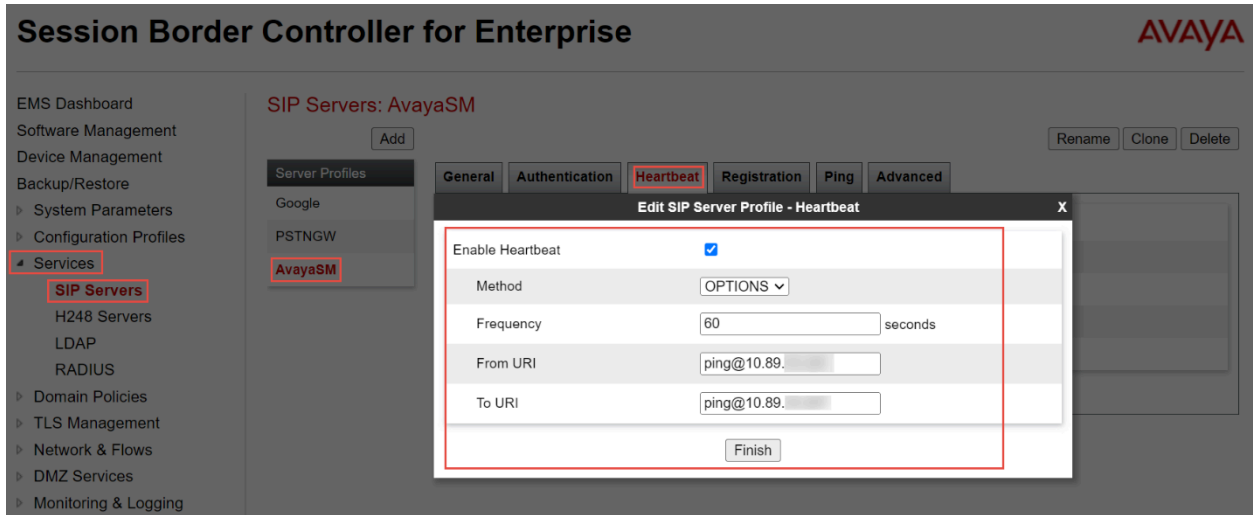 Session Border Controller for Enterprise
AVAYA
EMS Dashboard
Software Management
Device Management
Backup/Restore
System Parameters
Configuration Profiles
Services
SIP Servers
H248 Servers
LDAP
RADIUS
Domain Policies
TLS Management
Network & Flows
DMZ Services
Monitoring & Logging
SIP Servers: AvayaSM
Add
Rename Clone Delete
Server Profiles
Google
PSTNGW
AvayaSM
General Authentication Heartbeat Registration Ping Advanced
Edit SIP Server Profile - Heartbeat X
Enable Heartbeat
Method OPTIONS
Frequency 60 seconds
From URI ping@10.89.
To URI ping@10.89.
Finish